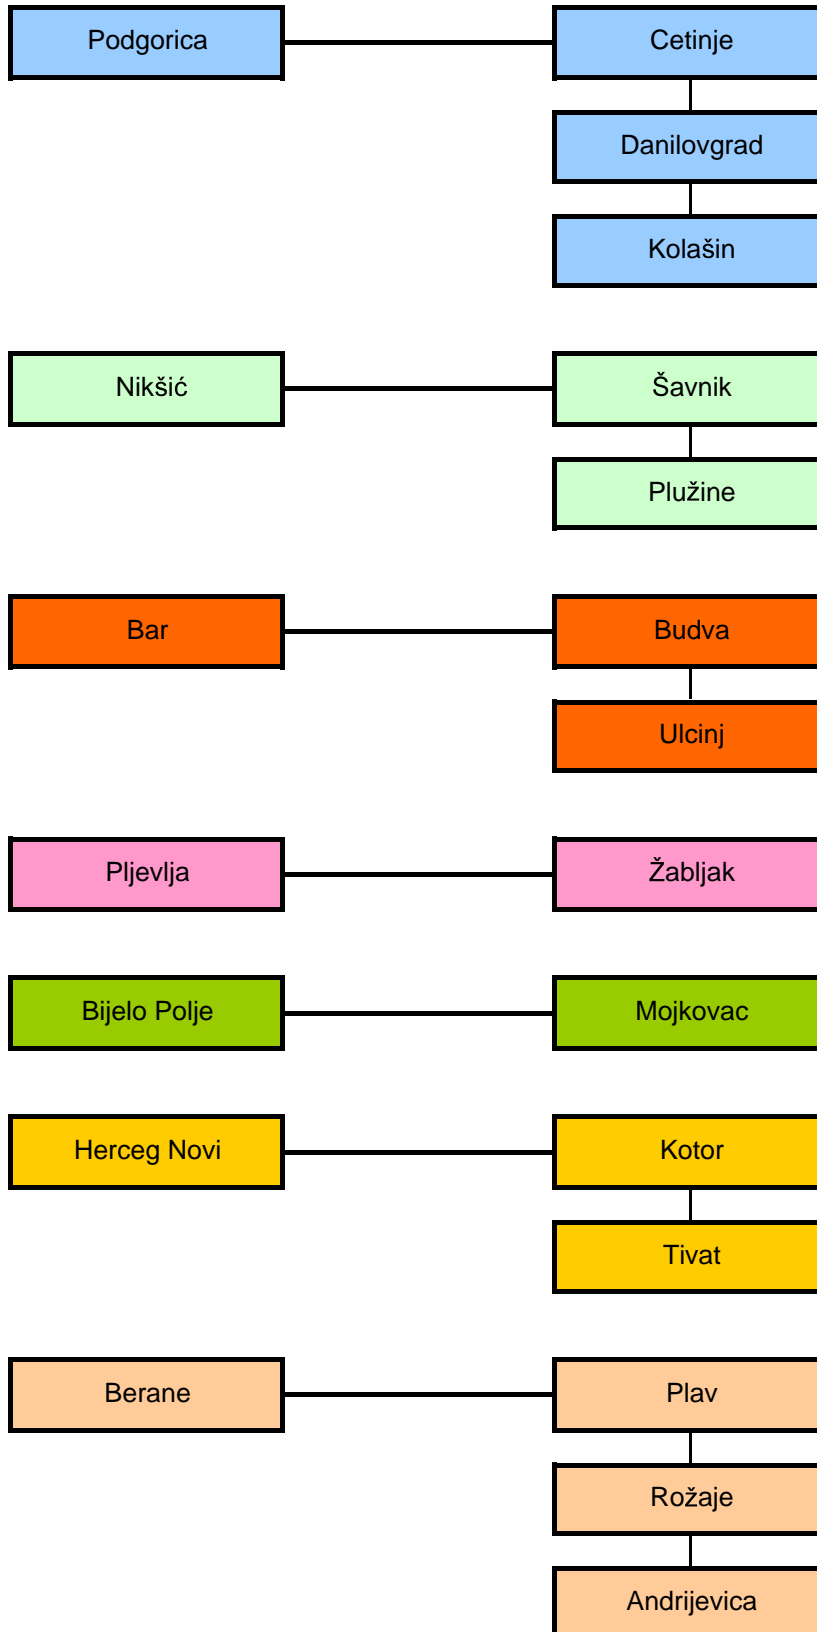 Podgorica
Cetinje
Danilovgrad
Kolašin
Nikšić
Šavnik
Plužine
Bar
Budva
Ulcinj
Pljevlja
Žabljak
Bijelo Polje
Mojkovac
Herceg Novi
Kotor
Tivat
Berane
Plav
Rožaje
Andrijevica